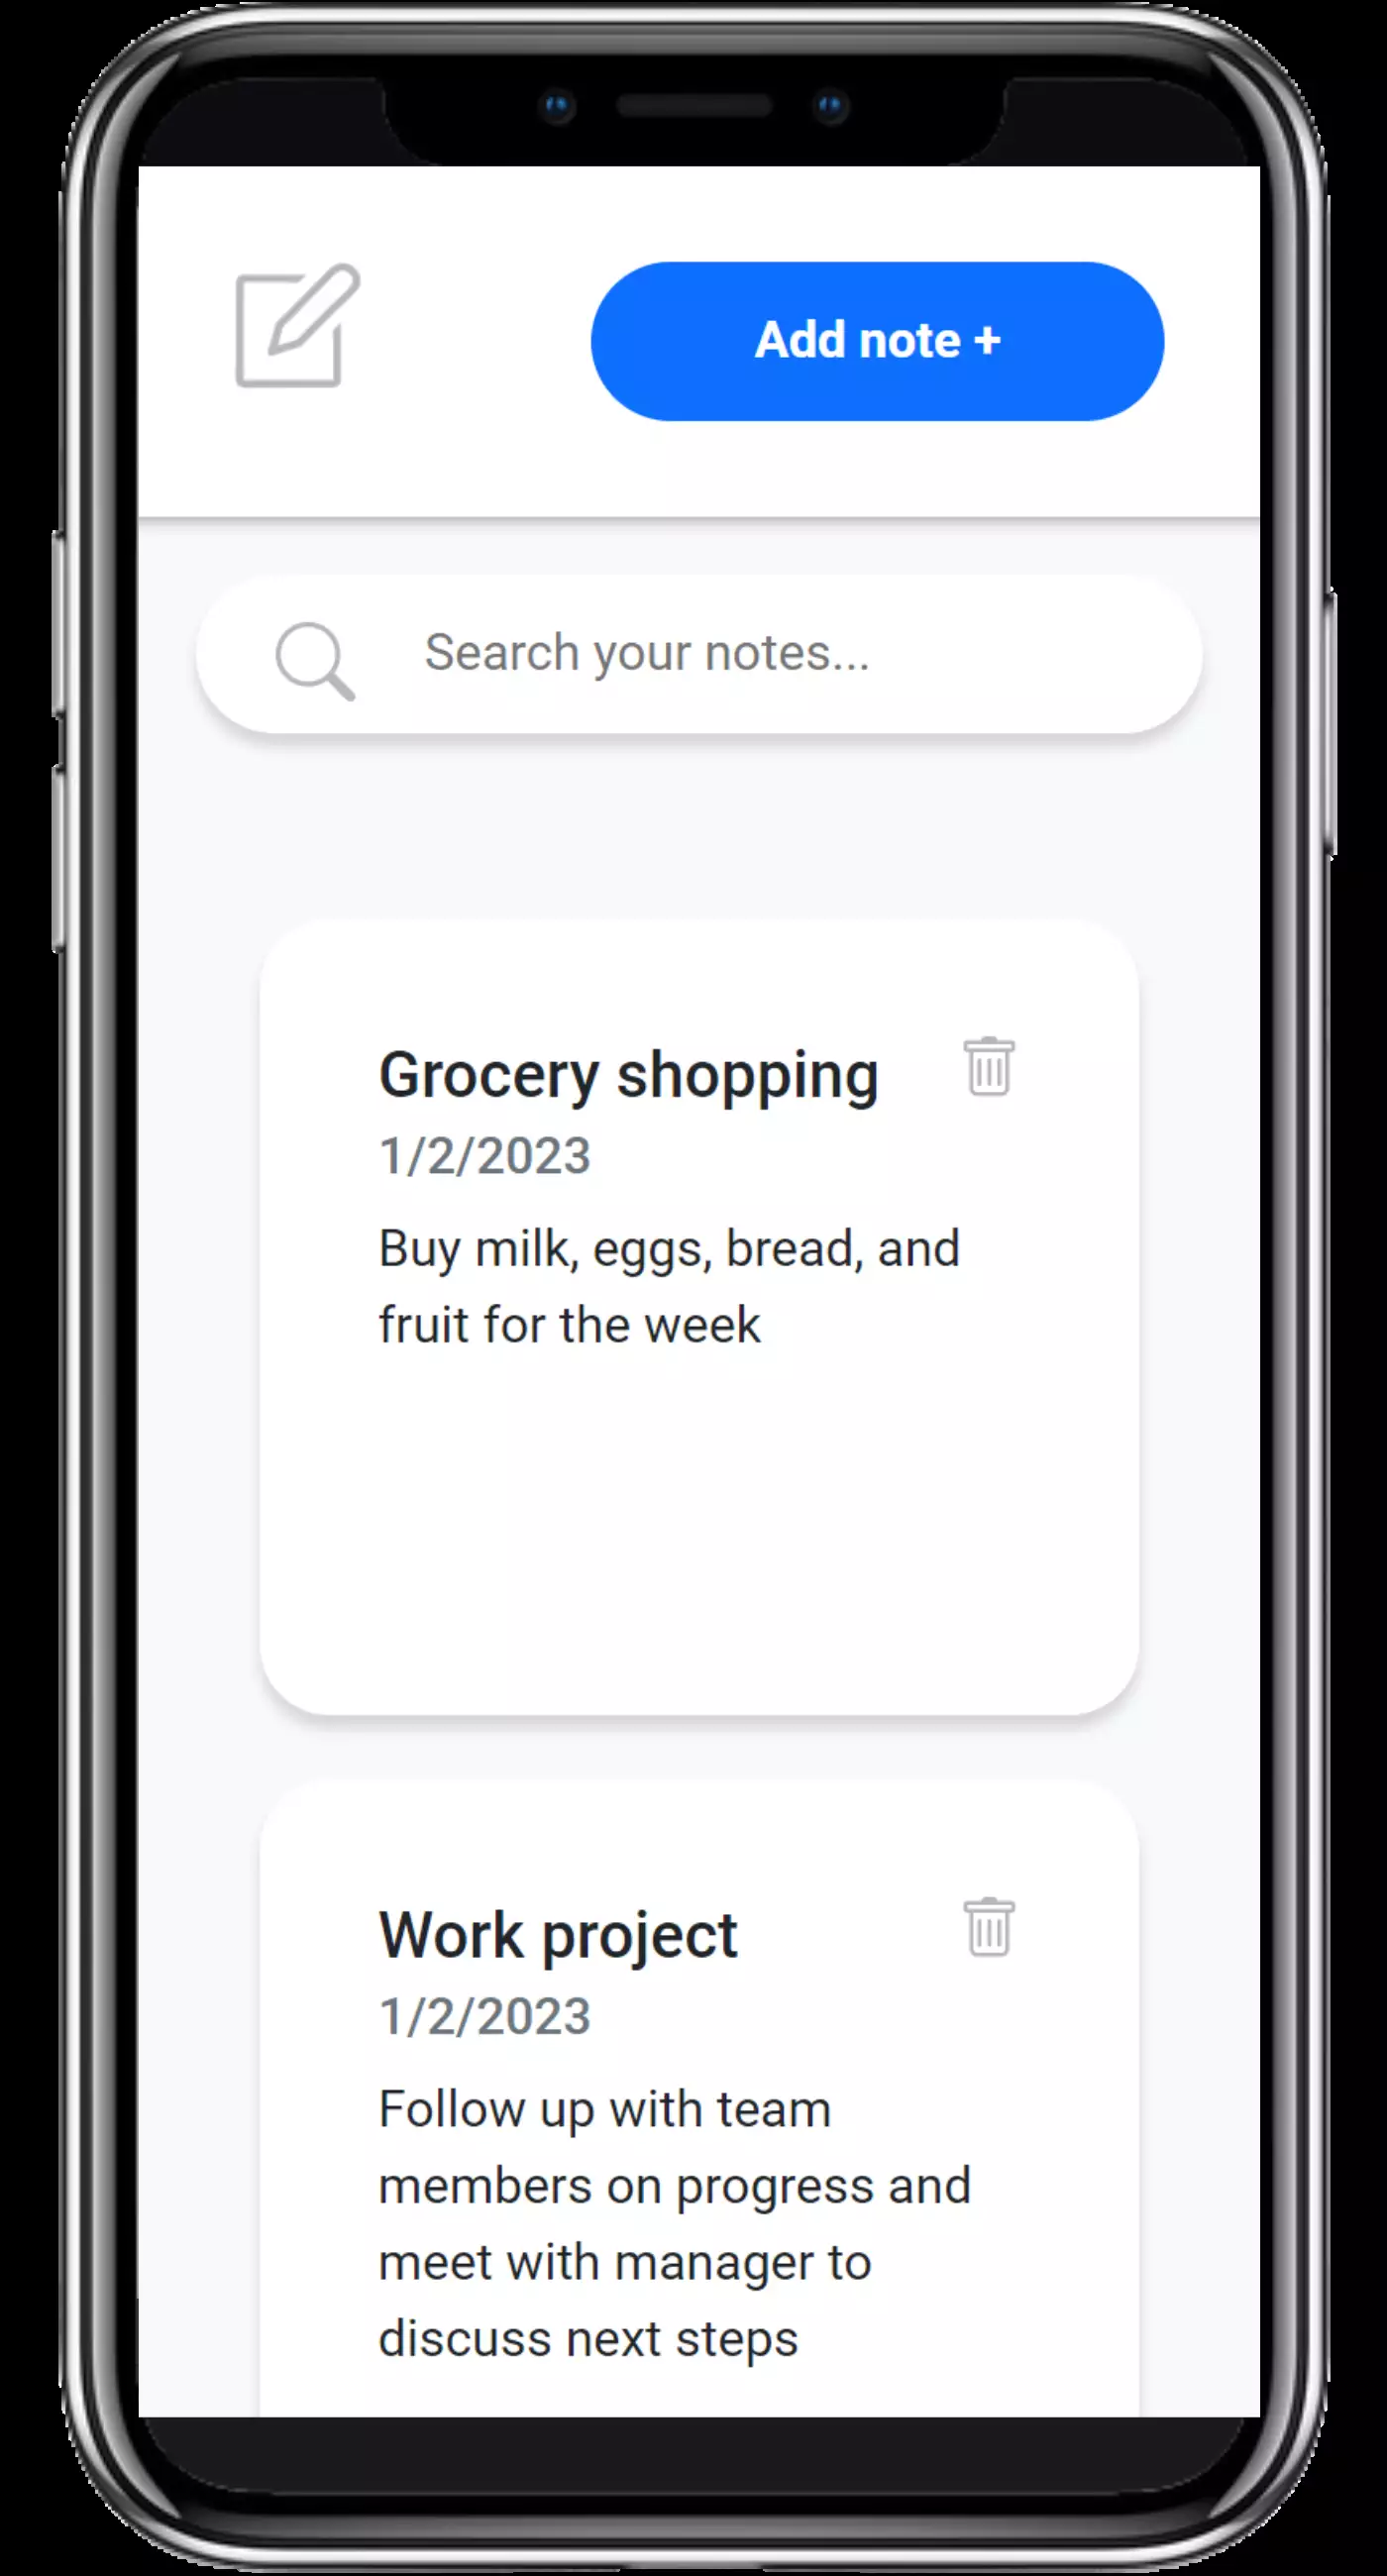 Add note +
Search your notes...
Grocery shopping
1/2/2023
Buy milk, eggs, bread, and
fruit for the week
Work project
1/2/2023
Follow up with team
members on progress and
meet with manager to
discuss next steps